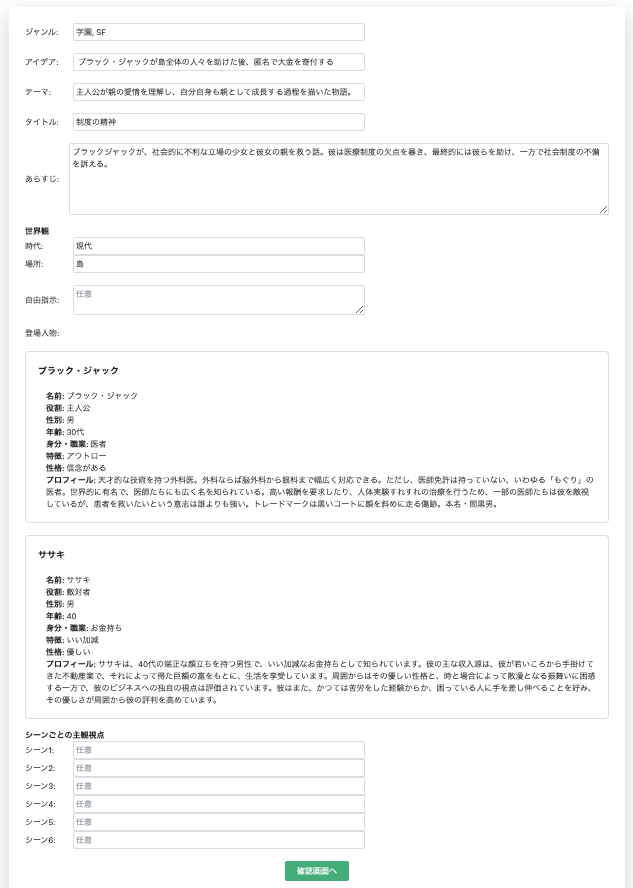 ジャンル: 学園, SF
アイデア: ブラック・ジャックが島全体の人々を助けた後、匿名で大金を寄付する
テーマ: 主人公が親の愛情を理解し、自分自身も親として成長する過程を描いた物語。
タイトル: 制度の精神
あらすじ: ブラックジャックが、社会的に不利な立場の少女と彼女の親を救う話。彼は医療制度の欠点を暴き、最終的には彼らを助け、一方で社会制度の不備
を訴える。
世界観
時代: 現代
場所: 島
自由指示: 任意
登場人物:
ブラック・ジャック
名前: ブラック・ジャック
役割: 主人公
性別: 男
年齢: 30代
身分・職業: 医者
特徴: アウトロー
性格: 信念がある
プロフィール: 天才的な技術を持つ外科医。外科ならば脳外科から眼科まで幅広く対応できる。ただし、医師免許は持っていない、いわゆる「もぐり」の
医者。世界的に有名で、医師たちにも広く名を知られている。高い報酬を要求したり、人体実験すれすれの治療を行うため、一部の医師たちは彼を敵視
しているが、患者を救いたいという意志は誰よりも強い。トレードマークは黒いコートに顔を斜めに走る傷跡。本名・間黒男。
ササキ
名前: ササキ
役割: 敵対者
性別: 男
年齢: 40
身分・職業: お金持ち
特徴: いい加減
性格: 優しい
プロフィール: ササキは、40代の端正な顔立ちを持つ男性で、いい加減なお金持ちとして知られています。彼の主な収入源は、彼が若いころから手掛けて
きた不動産業で、それによって得た巨額の富をもとに、生活を享受しています。周囲からはその優しい性格と、時と場合によって散漫となる振舞いに困惑
する一方で、彼のビジネスへの独自の視点は評価されています。彼はまた、かつては苦労をした経験からか、困っている人に手を差し伸べることを好み、
その優しさが周囲から彼の評判を高めています。
シーンごとの主観視点
シーン1: 任意
シーン2: 任意
シーン3: 任意
シーン4: 任意
シーン5: 任意
シーン6: 任意
確認画面へ